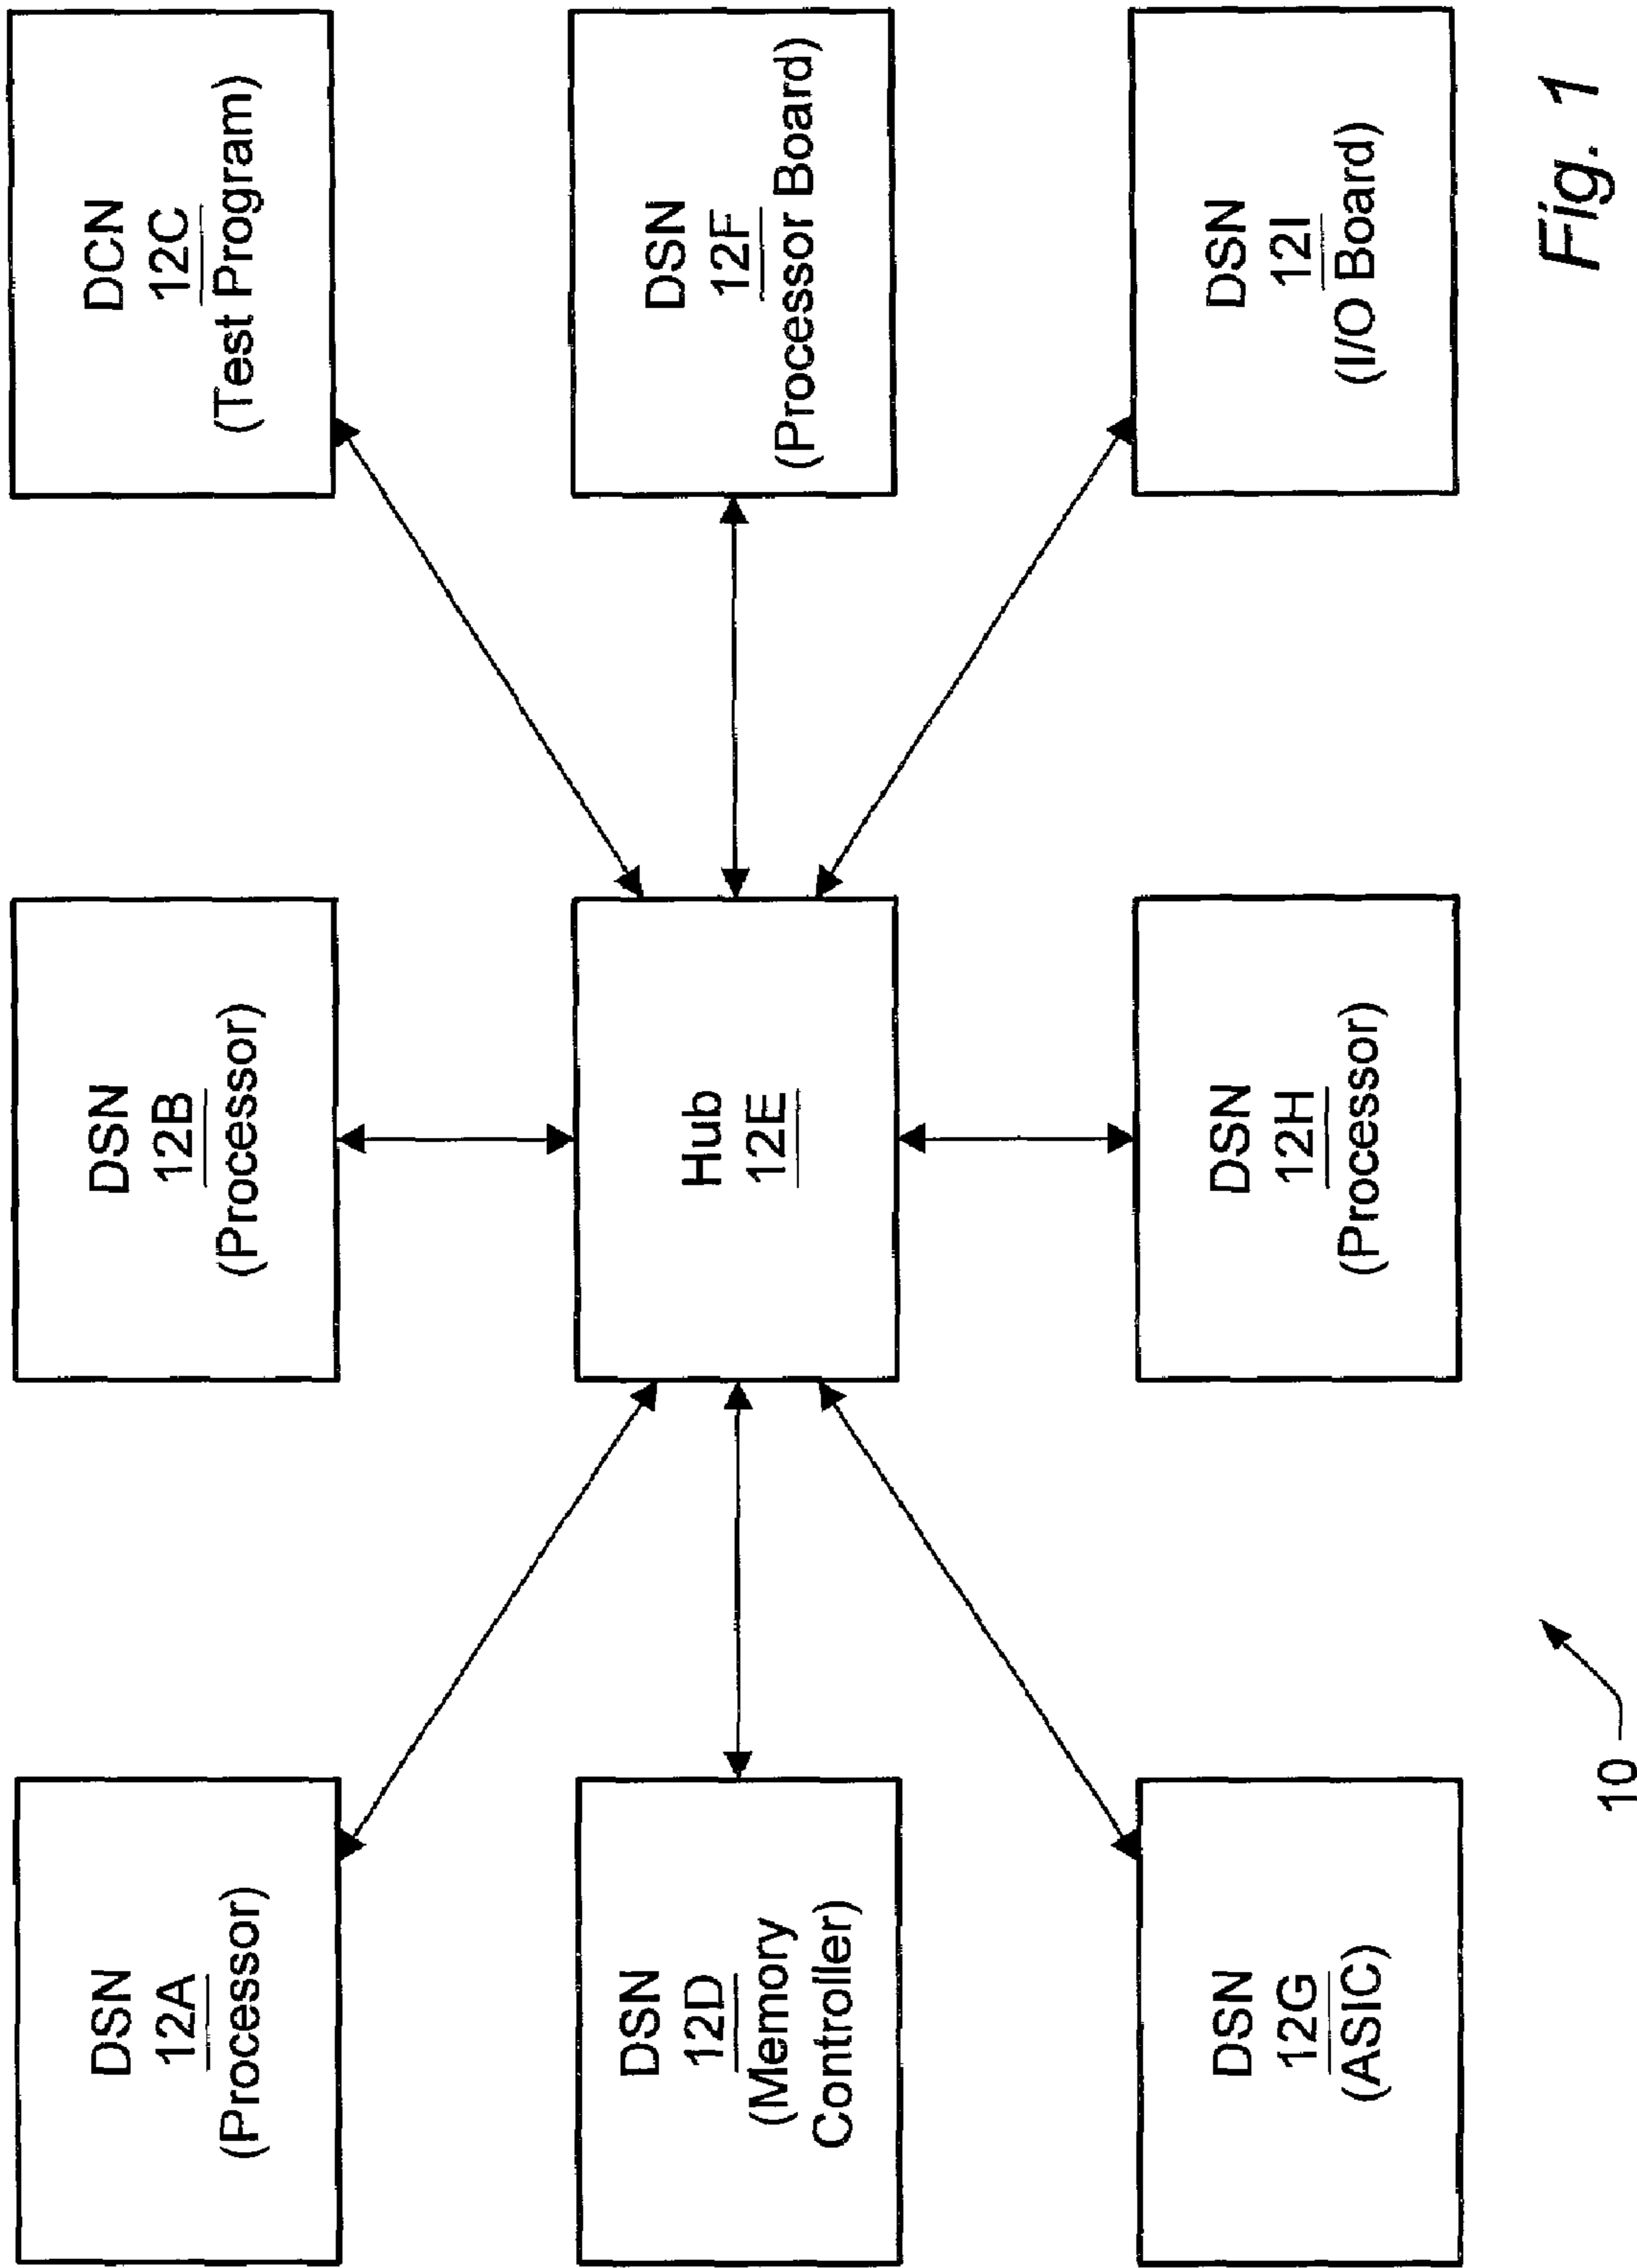 DSN
12A
(Processor)
DSN
12B
(Processor)
DCN
12C
(Test Program)
DSN
12D
(Memory
Controller)
Hub
12E
DSN
12F
(Processor Board)
DSN
12G
(ASIC)
DSN
12H
(Processor)
DSN
12I
(I/O Board)
10
Fig. 1